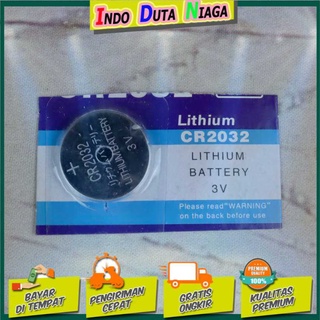 INDO DUTA NIAGA
CR2032
Lithium
CR2032
LITHIUM
BATTERY
3V
Please read "WARNING"
on the back before use
+
CR2032
LITHIUM BATTERY
3V
BAYAR
DI TEMPAT
PENGIRIMAN
CEPAT
GRATIS
ONGKIR
PREMIUM QUALITY
100%
KUALITAS
PREMIUM